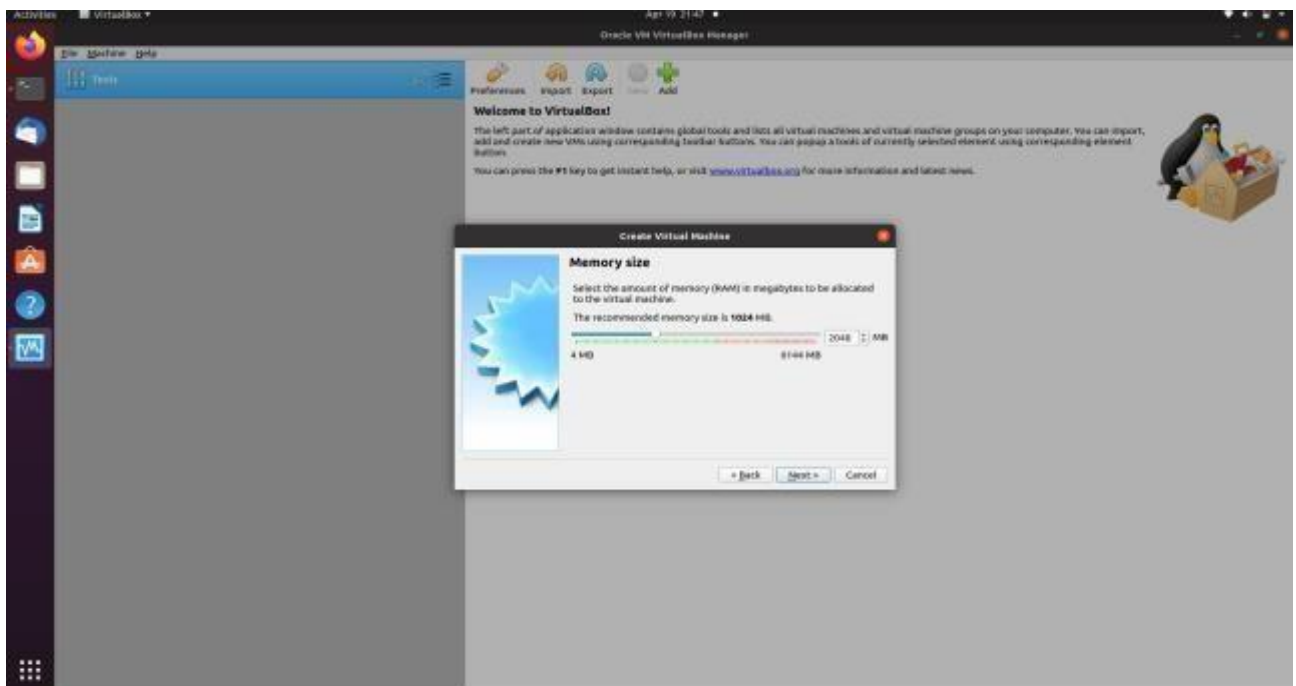 Activities VirtualBox Apr 19 21:47
Oracle VM VirtualBox Manager
File Machine Help
Tools
Preferences Import Export New Add
Welcome to VirtualBox!
The left part of application window contains global tools and lists all virtual machines and virtual machine groups on your computer. You can import,
add and create new VMs using corresponding toolbar buttons. You can popup a tools of currently selected element using corresponding element
button.
You can press the F1 key to get instant help, or visit www.virtualbox.org for more information and latest news.
Create Virtual Machine
Memory size
Select the amount of memory (RAM) in megabytes to be allocated
to the virtual machine.
The recommended memory size is 1024 MB.
2048 MB
4 MB
MB
< Back Next > Cancel